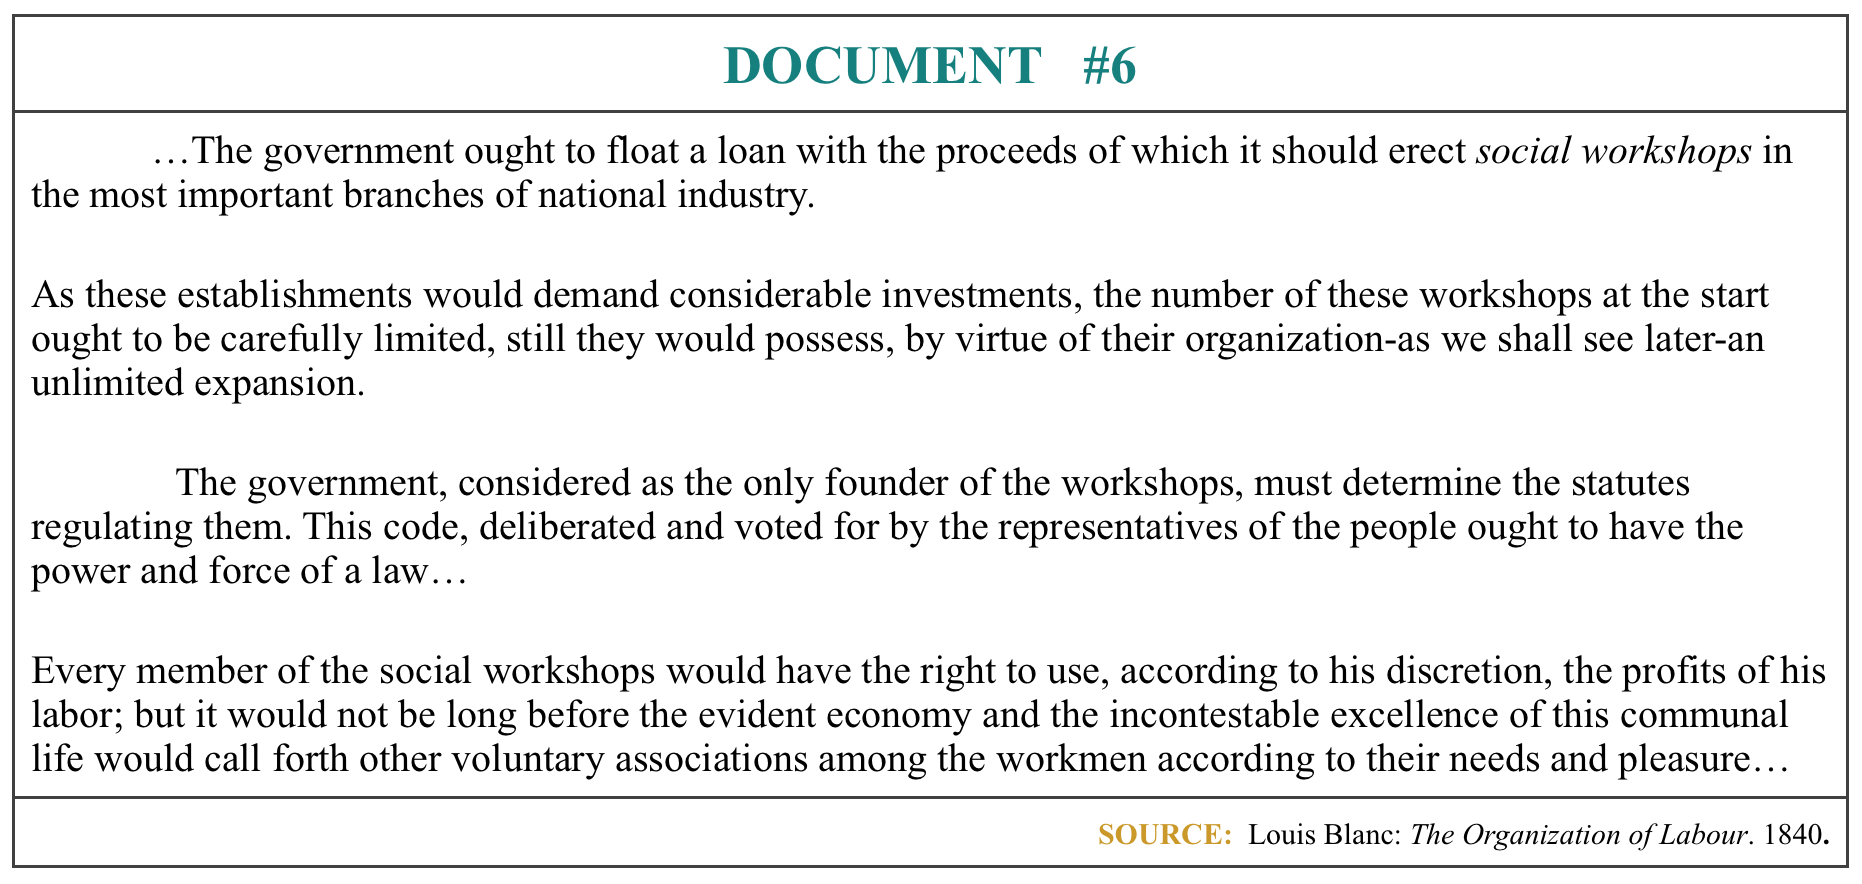 DOCUMENT #6
…The government ought to float a loan with the proceeds of which it should erect social workshops in
the most important branches of national industry.
As these establishments would demand considerable investments, the number of these workshops at the start
ought to be carefully limited, still they would possess, by virtue of their organization-as we shall see later-an
unlimited expansion.
The government, considered as the only founder of the workshops, must determine the statutes
regulating them. This code, deliberated and voted for by the representatives of the people ought to have the
power and force of a law…
Every member of the social workshops would have the right to use, according to his discretion, the profits of his
labor; but it would not be long before the evident economy and the incontestable excellence of this communal
life would call forth other voluntary associations among the workmen according to their needs and pleasure…
SOURCE: Louis Blanc: The Organization of Labour. 1840.